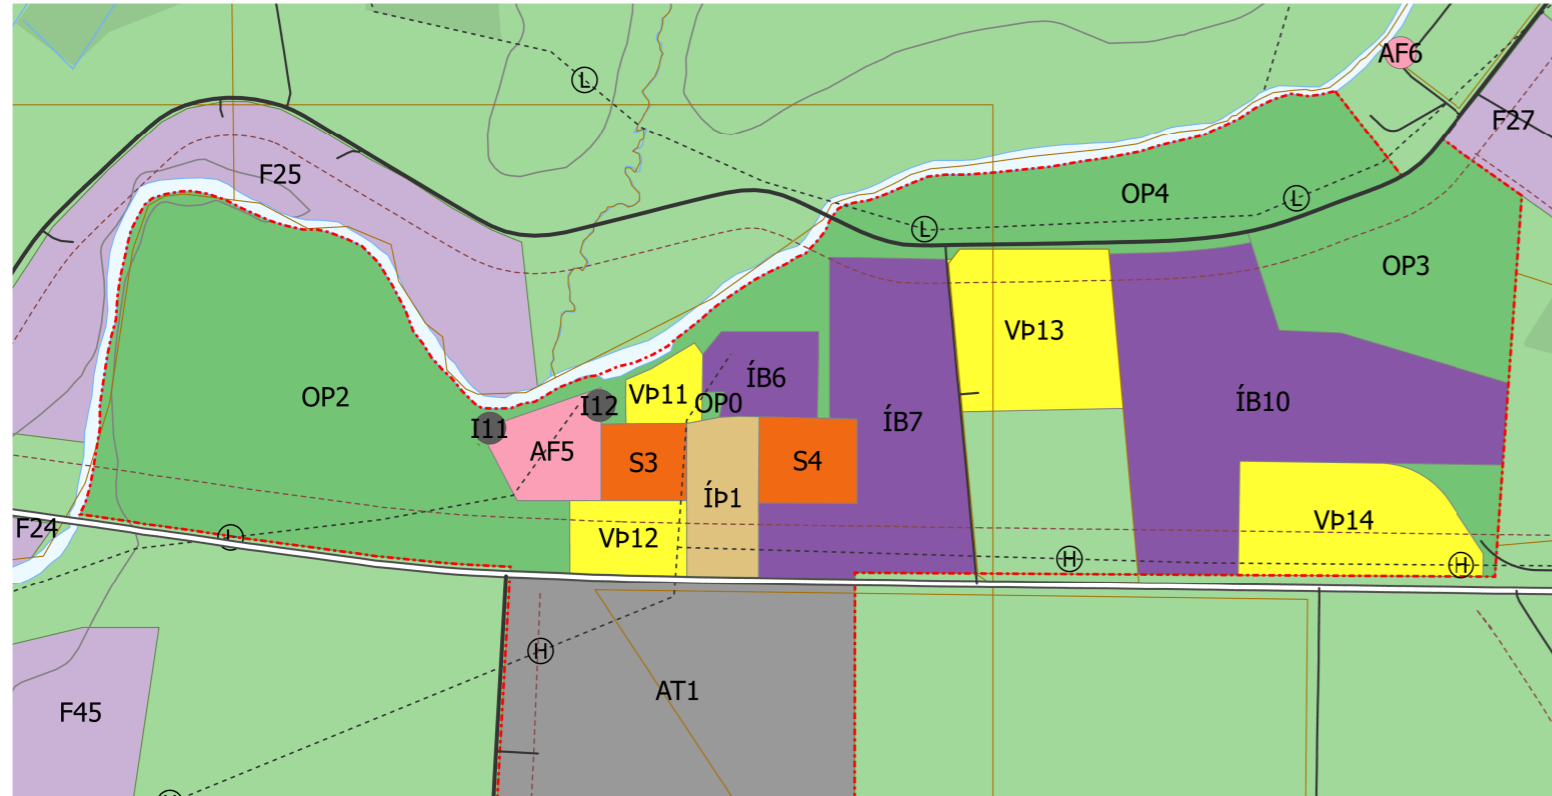 Ł
AF6
F27
F25
OP4
Ł
Ł
OP3
VÞ13
ÍB6
VÞ11
OP2
OP0
I12
ÍB10
I11
ÍB7
AF5
S3
S4
ÍÞ1
VÞ14
F24
Ł
VÞ12
H
H
H
AT1
F45